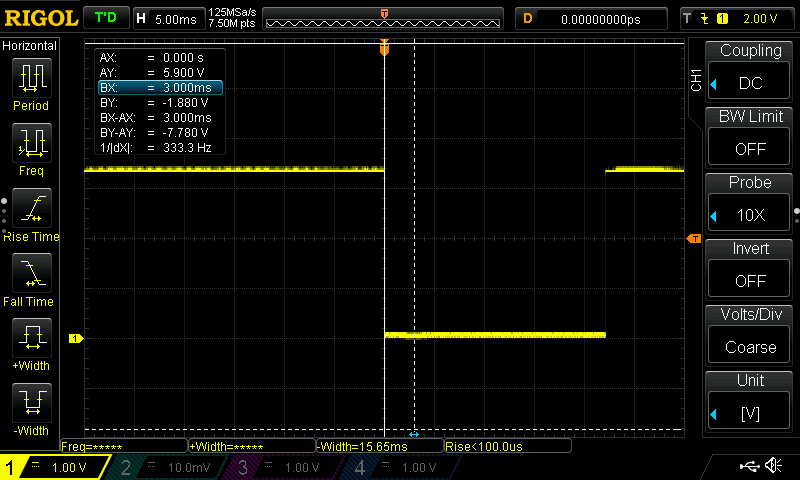 RIGOL T'D H 5.00ms 125MSa/s 7.50M pts T D 0.00000000ps T 1 2.00 V
Horizontal
Period
Freq
Rise Time
Fall Time
+Width
-Width
AX: = 0.000 s
AY: = 5.900 V
BX: = 3.000ms
BY: = -1.880 V
BX-AX: = 3.000ms
BY-AY: = -7.780 V
1/|dX|: = 333.3 Hz
T
T
1
CH1
Coupling
DC
BW Limit
OFF
Probe
10X
Invert
OFF
Volts/Div
Coarse
Unit
[V]
Freq=***** +Width=***** -Width=15.65ms Rise<100.0us
1 = 1.00 V 2 = 10.0mV 3 = 1.00 V 4 = 1.00 V